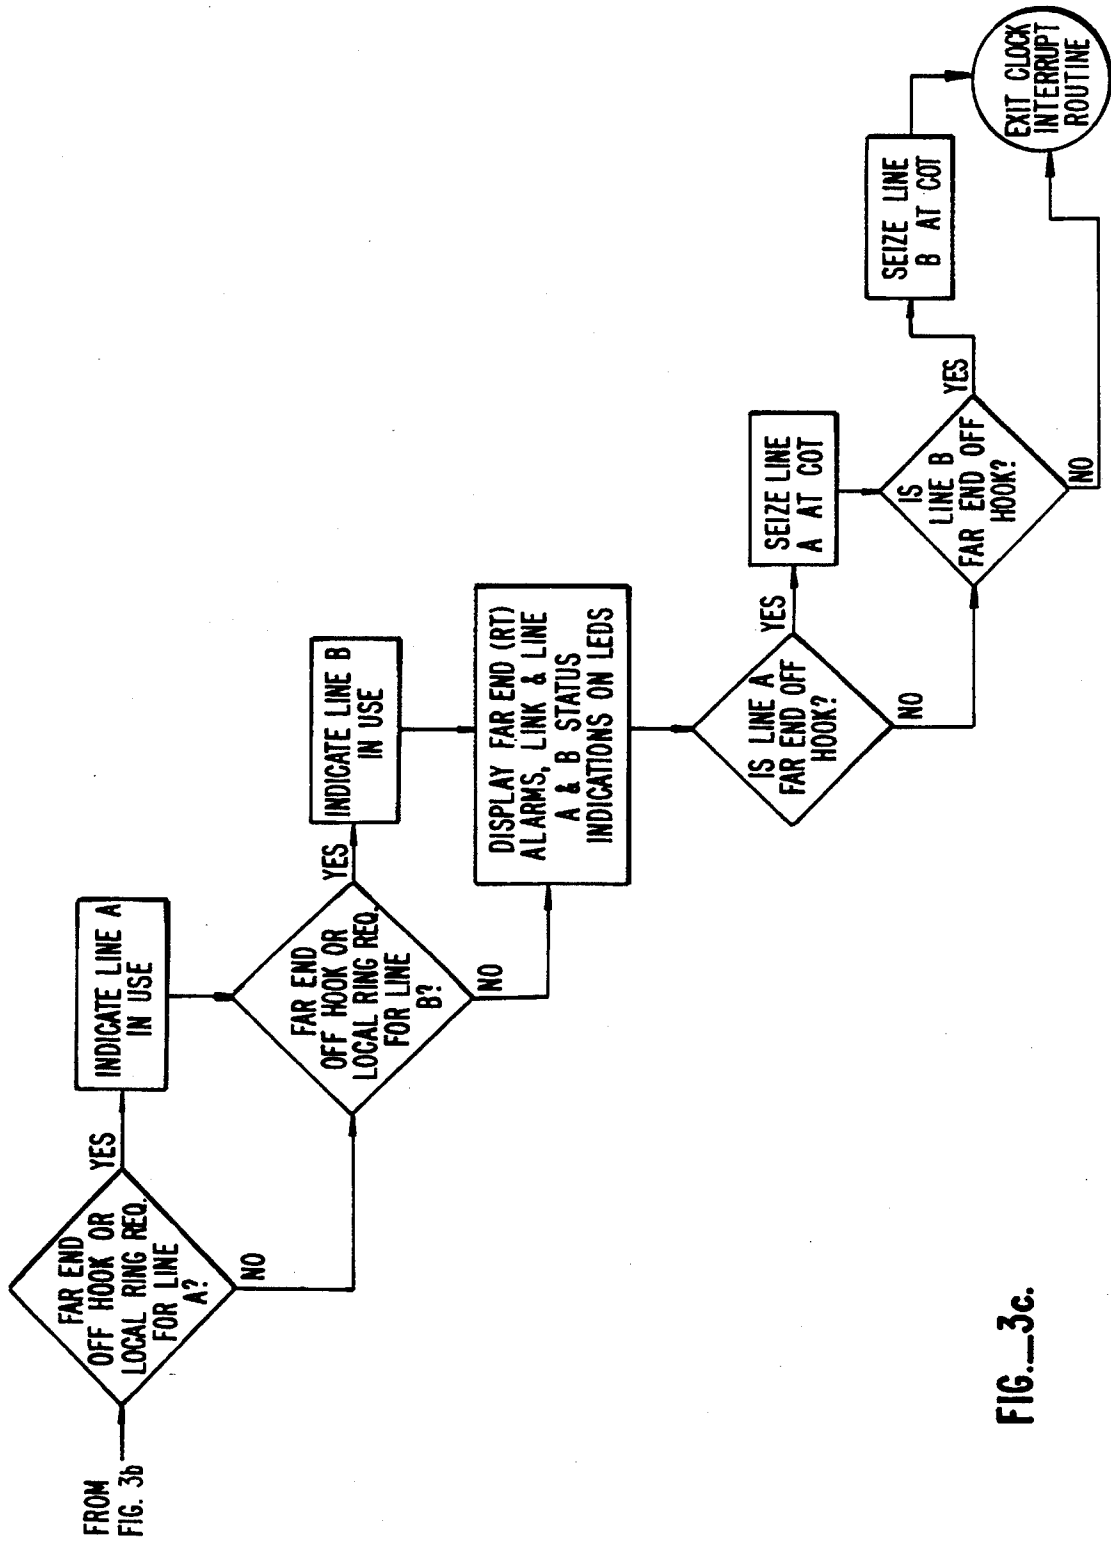 FROM
FIG. 3b
FAR END
OFF HOOK OR
LOCAL RING REQ.
FOR LINE
A?
YES
NO
INDICATE LINE A
IN USE
FAR END
OFF HOOK OR
LOCAL RING REQ.
FOR LINE
B?
YES
NO
INDICATE LINE B
IN USE
DISPLAY FAR END (RT)
ALARMS, LINK & LINE
A & B STATUS
INDICATIONS ON LEDS
IS LINE A
FAR END OFF
HOOK?
YES
NO
SEIZE LINE
A AT COT
IS
LINE B
FAR END OFF
HOOK?
YES
NO
SEIZE LINE
B AT COT
EXIT CLOCK
INTERRUPT
ROUTINE
FIG.__3c.